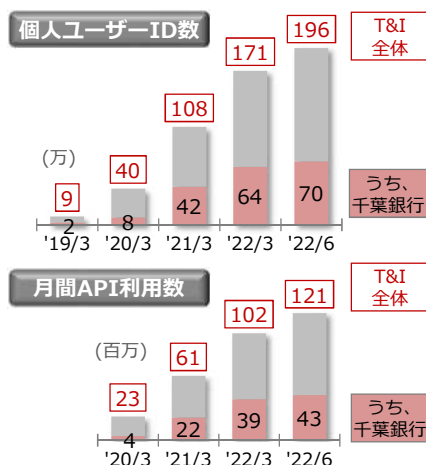 個人ユーザーID数
T&I
全体
196
171
108
(万)
40
9
2
8
42
64
70
うち、
千葉銀行
'19/3 '20/3 '21/3 '22/3 '22/6
月間API利用数
T&I
全体
121
102
(百万)
61
23
4
22
39
43
うち、
千葉銀行
'20/3 '21/3 '22/3 '22/6